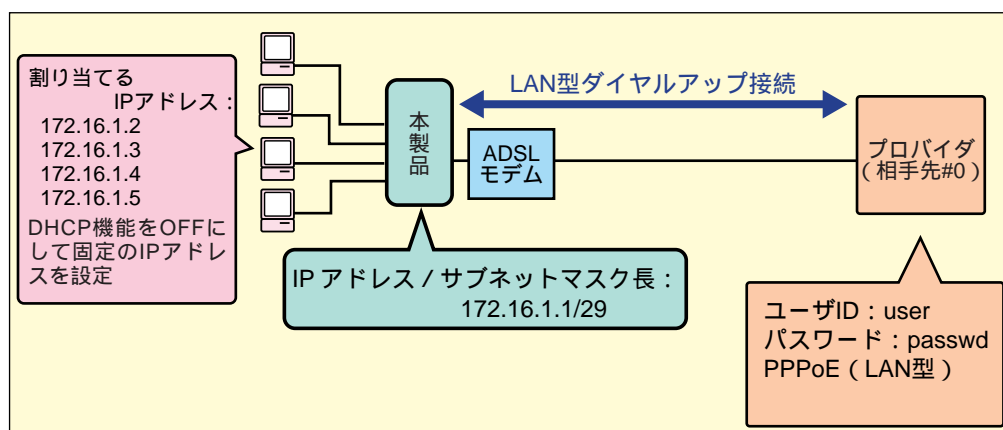 割り当てる
IPアドレス：
172.16.1.2
172.16.1.3
172.16.1.4
172.16.1.5
DHCP機能をOFFに
して固定のIPアドレ
スを設定
本製品
LAN型ダイヤルアップ接続
ADSL
モデム
プロバイダ
（相手先#0）
IP アドレス / サブネットマスク長：
172.16.1.1/29
ユーザID：user
パスワード：passwd
PPPoE（LAN型）